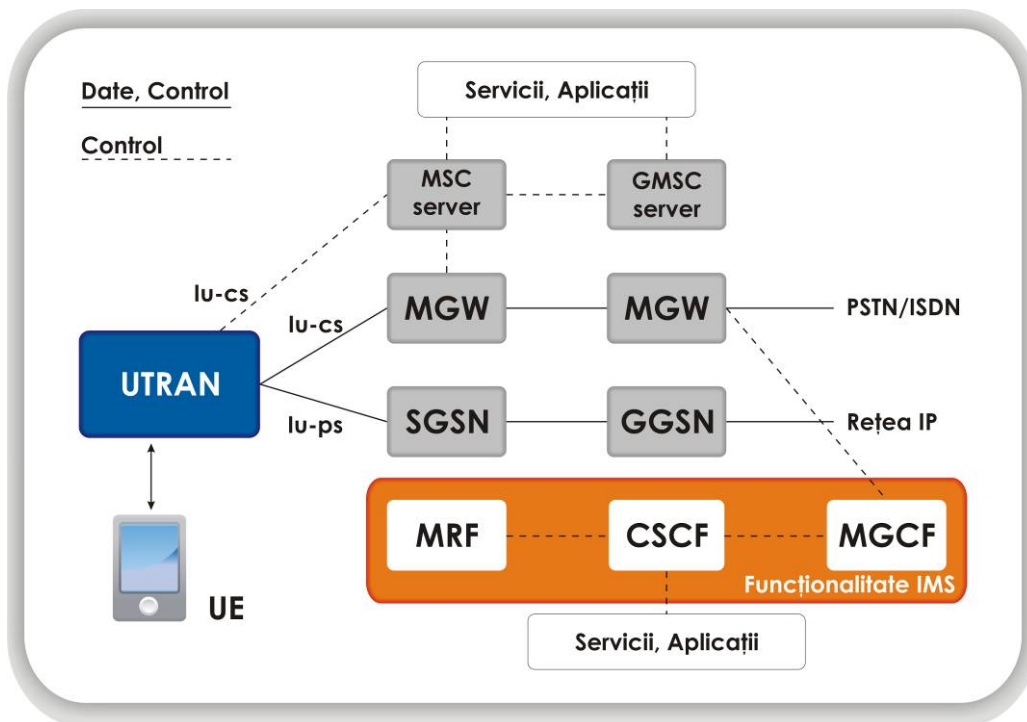 Date, Control
Control
Servicii, Aplicații
MSC
server
GMSC
server
Iu-cs
Iu-cs
MGW
MGW
PSTN/ISDN
UTRAN
Iu-ps
SGSN
GGSN
Rețea IP
MRF
CSCF
MGCF
Funcționalitate IMS
UE
Servicii, Aplicații